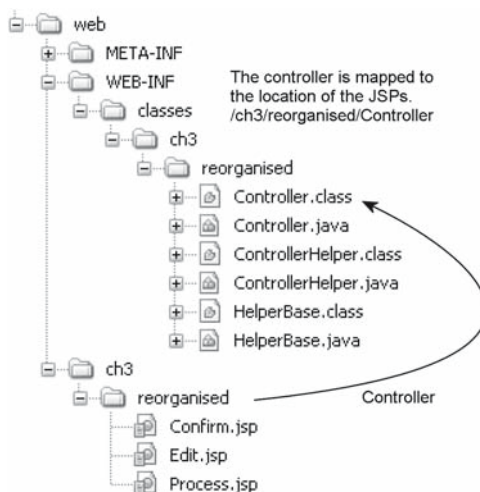 web
META-INF
WEB-INF
The controller is mapped to
the location of the JSPs.
/ch3/reorganised/Controller
classes
ch3
reorganised
Controller.class
Controller.java
ControllerHelper.class
ControllerHelper.java
HelperBase.class
HelperBase.java
ch3
reorganised
Controller
Confirm.jsp
Edit.jsp
Process.jsp